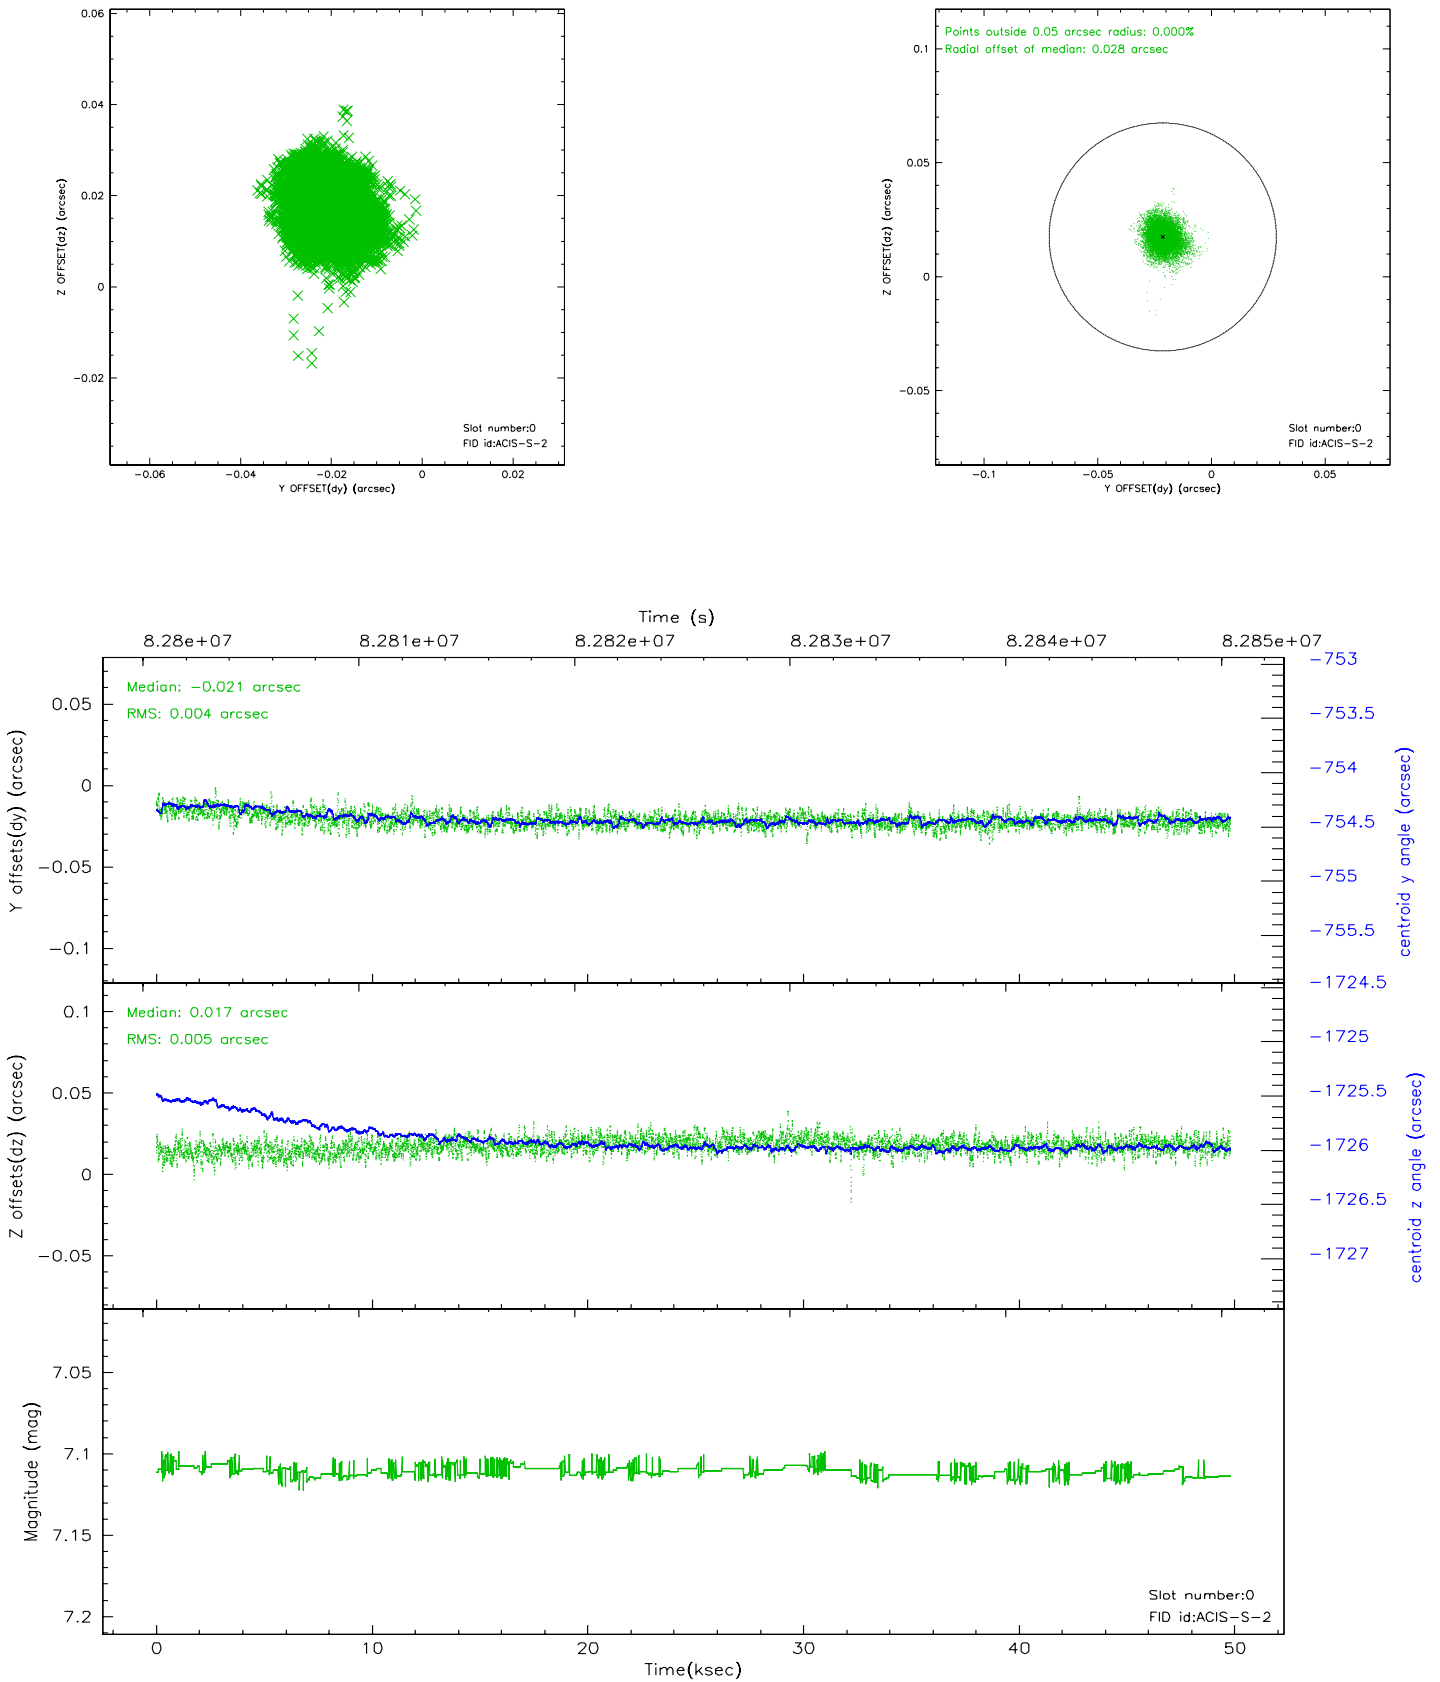 0.06
0.04
0.02
0
−0.02
Z OFFSET(dz) (arcsec)
−0.06
−0.04
−0.02
0
0.02
Y OFFSET(dy) (arcsec)
Slot number:0
FID id:ACIS−S−2
Points outside 0.05 arcsec radius: 0.000%
Radial offset of median: 0.028 arcsec
0.1
0.05
0
−0.05
Z OFFSET(dz) (arcsec)
−0.1
−0.05
0
0.05
Y OFFSET(dy) (arcsec)
Slot number:0
FID id:ACIS−S−2
Time (s)
8.28e+07
8.281e+07
8.282e+07
8.283e+07
8.284e+07
8.285e+07
Median: −0.021 arcsec
RMS: 0.004 arcsec
0.05
0
−0.05
−0.1
Y offsets(dy) (arcsec)
−753
−753.5
−754
−754.5
−755
−755.5
centroid y angle (arcsec)
Median: 0.017 arcsec
RMS: 0.005 arcsec
0.1
0.05
0
−0.05
Z offsets(dz) (arcsec)
−1724.5
−1725
−1725.5
−1726
−1726.5
−1727
centroid z angle (arcsec)
7.05
7.1
7.15
7.2
Magnitude (mag)
Slot number:0
FID id:ACIS−S−2
0
10
20
30
40
50
Time(ksec)